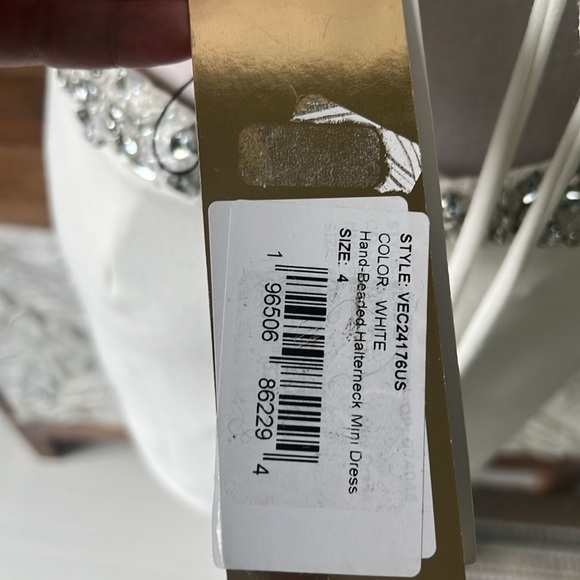 STYLE: VEC24176US
COLOR: WHITE
Hand-Beaded Halterneck Mini Dress
SIZE: 4
1 96506 86229 4